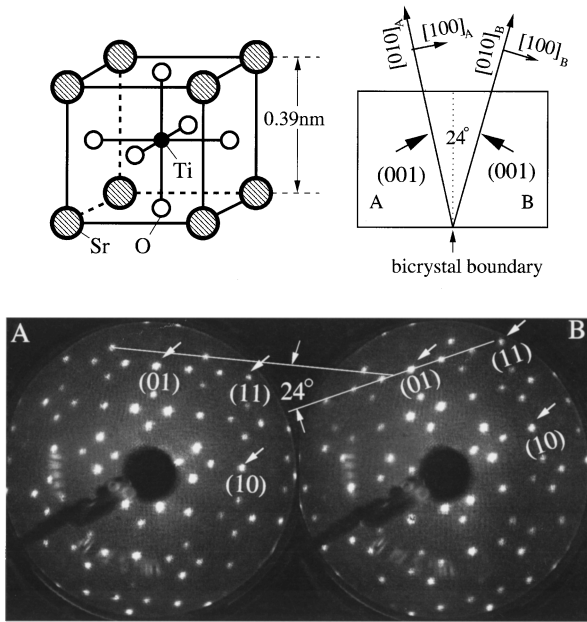 0.39nm
Ti
Sr
O
[010]A
[100]A
[010]B
[100]B
24°
(001)
(001)
A
B
bicrystal boundary
A
B
(01)
(11)
24°
(01)
(11)
(10)
(10)